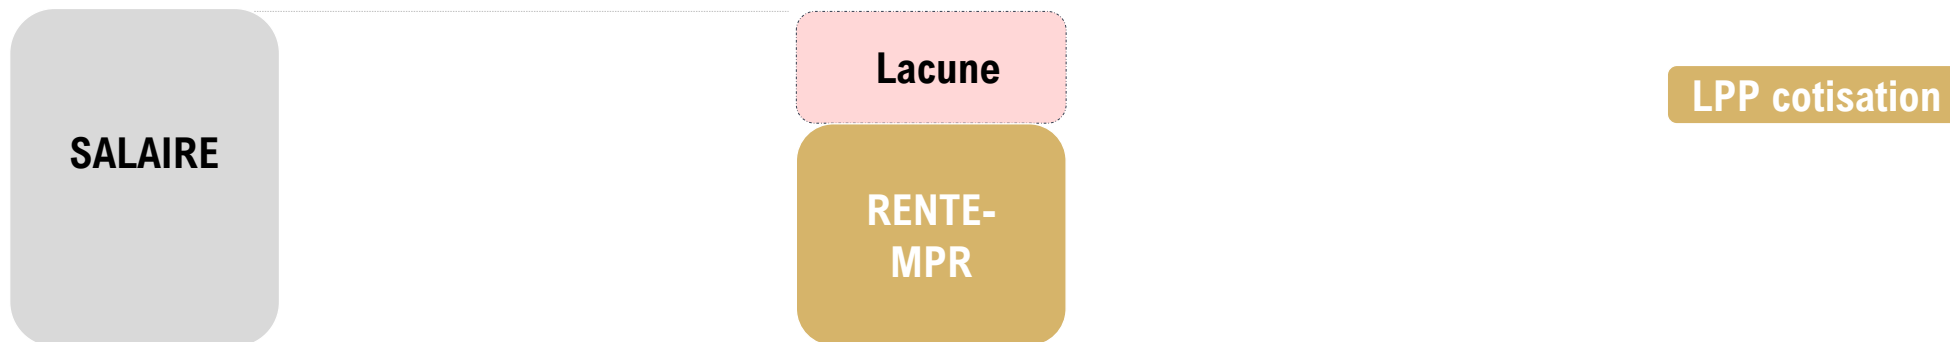 Lacune
LPP cotisation
SALAIRE
RENTE-
MPR